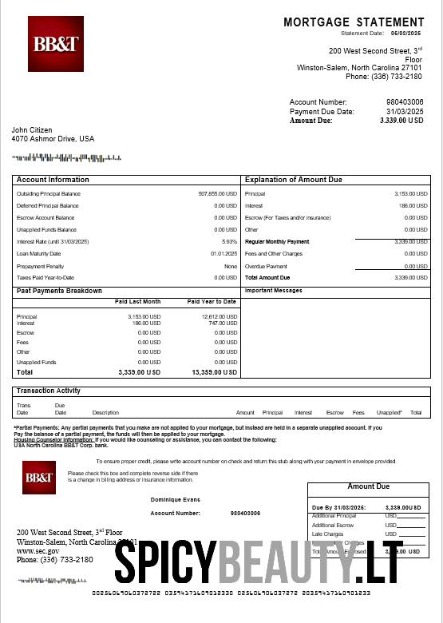 BB&T
MORTGAGE STATEMENT
Statement Date: 05/02/2025
200 West Second Street, 3rd
Floor
Winston-Salem, North Carolina 27101
Phone: (336) 733-2180
Account Number: 980403006
Payment Due Date: 31/03/2025
Amount Due: 3.339.00 USD
John Citizen
4070 Ashmor Drive, USA
Account Information
Outsiding Principal Balance 507,655.00 USD
Deferred Principal Balance 0.00 USD
Escrow Account Balance 0.00 USD
Unapplied Funds Balance 0.00 USD
Interest Rate (until 31/03/2025) 5.93%
Loan Maturity Date 01.01.2025
Prepayment Penalty None
Taxes Paid Year-to-Date 0.00 USD
Explanation of Amount Due
Principal 3,153.00 USD
Interest 186.00 USD
Escrow (For Taxes and/or Insurance) 0.00 USD
Other 0.00 USD
Regular Monthly Payment 3,339.00 USD
Fees and Other Charges 0.00 USD
Overdue Payment 0.00 USD
Total Amount Due 3,339.00 USD
Past Payments Breakdown
Paid Last Month Paid Year to Date
Principal 3,153.00 USD 12,612.00 USD
Interest 186.00 USD 747.00 USD
Escrow 0.00 USD 0.00 USD
Fees 0.00 USD 0.00 USD
Other 0.00 USD 0.00 USD
Unapplied Funds 0.00 USD 0.00 USD
Total 3,339.00 USD 13,359.00 USD
Important Messages
Transaction Activity
Trans Date Due Date Description Amount Principal Interest Escrow Fees Unapplied* Total
*Partial Payments: Any partial payments that you make are not applied to your mortgage, but instead are held in a separate unapplied account. If you
Pay the balance of a partial payment, the funds will then be applied to your mortgage.
Housing Counselor Information: If you would like counseling or assistance, you can contact the following:
USA North Carolina BB&T Corp. bank.
BB&T
To ensure proper credit, please write account number on check and return this stub along with your payment in envelope provided
Please check this box and complete reverse side if there
is a change in billing address or insurance information.
Dominique Evans
Account Number: 980403006
Amount Due
Due By 31/03/2025: 3,339.00USD
Additional Principal USD
Additional Escrow USD
Late Charges USD
Charges USD
Total Amount Enclosed 3,339.00 USD
200 West Second Street, 3rd Floor
Winston-Salem, North Carolina 27101
www.sec.gov
Phone: (336) 733-2180
SPICYBEAUTY.LT